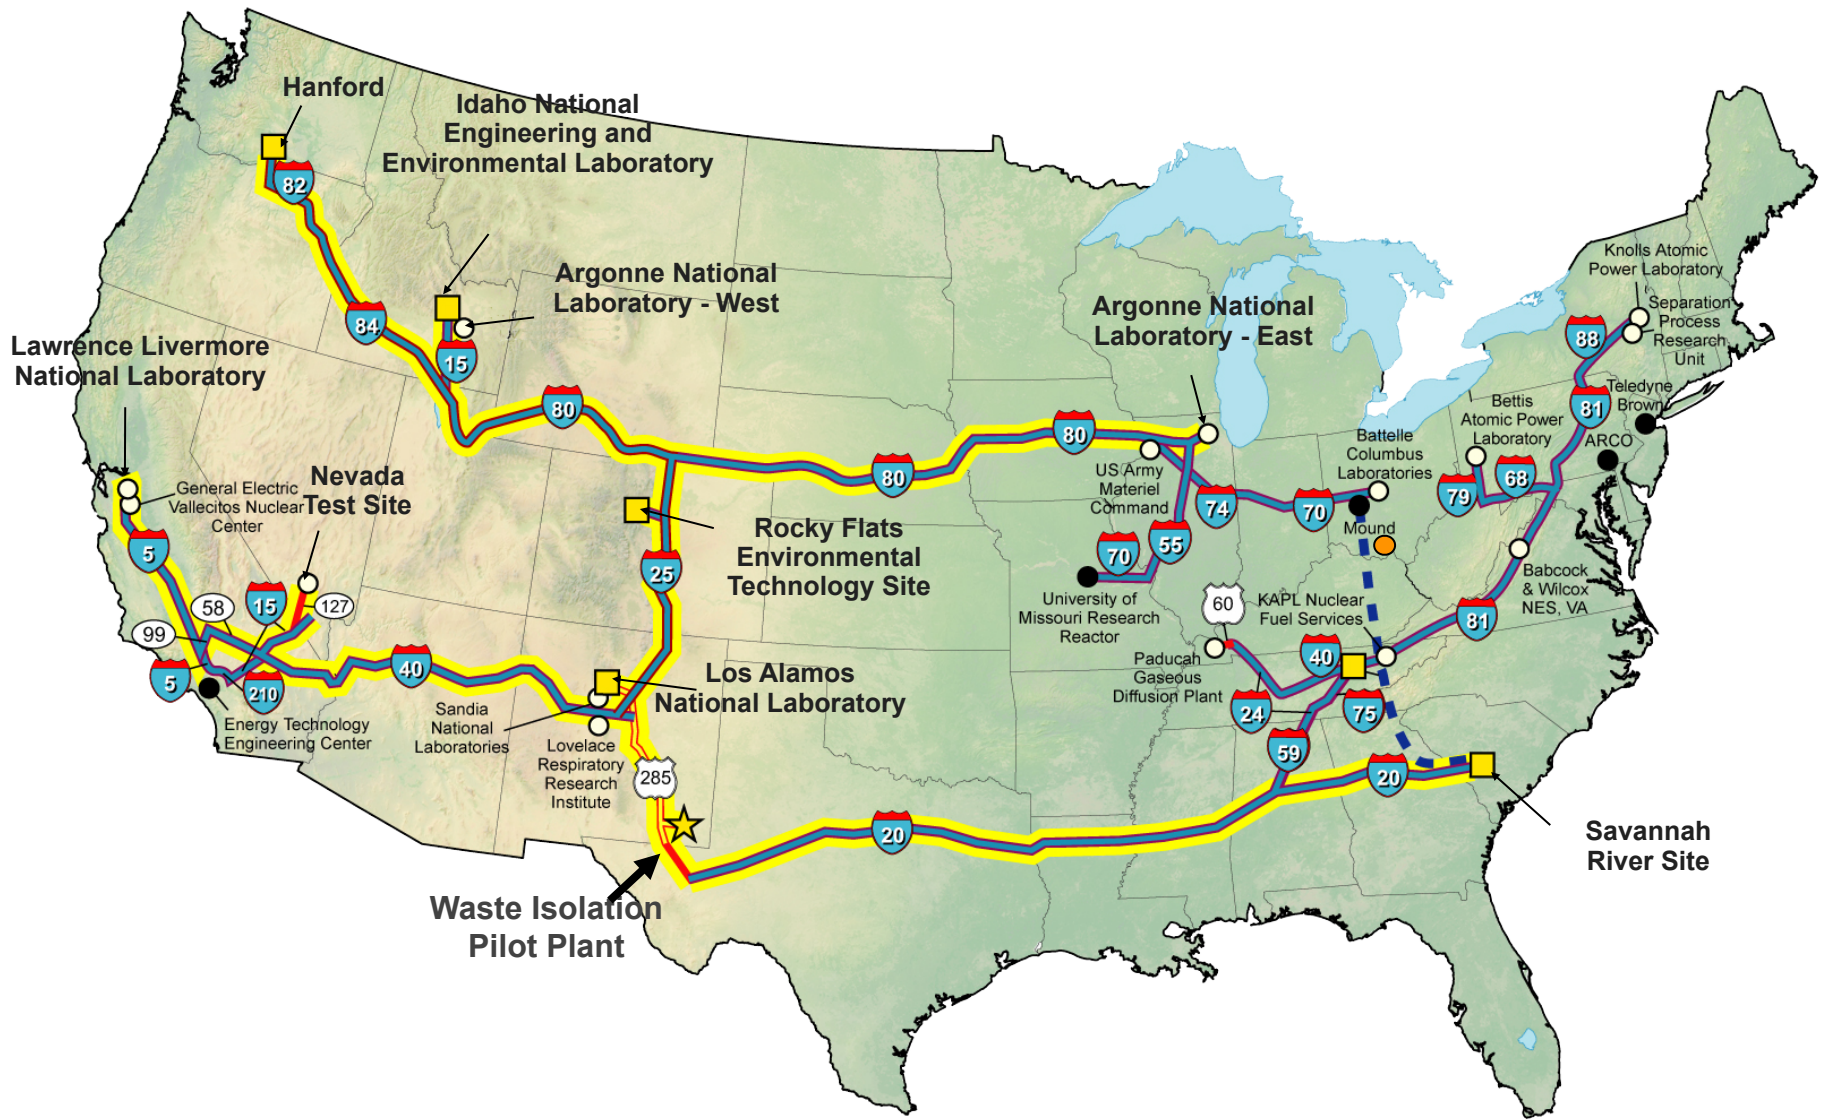 Hanford
Idaho National
Engineering and
Environmental Laboratory
82
Argonne National
Laboratory - West
84
15
Lawrence Livermore
National Laboratory
80
Argonne National
Laboratory - East
80
80
Knolls Atomic
Power Laboratory
Separation
Process
Research
Unit
88
Teledyne
Brown
81
ARCO
Bettis
Atomic Power
Laboratory
68
79
Battelle
Columbus
Laboratories
US Army
Materiel
Command
74
70
Mound
55
70
General Electric
Vallecitos Nuclear
Center
Nevada
Test Site
5
Rocky Flats
Environmental
Technology Site
25
Babcock
& Wilcox
NES, VA
81
University of
Missouri Research
Reactor
60
KAPL Nuclear
Fuel Services
58
15
127
99
5
210
40
Los Alamos
National Laboratory
Paducah
Gaseous
Diffusion Plant
40
24
75
59
Energy Technology
Engineering Center
Sandia
National
Laboratories
Lovelace
Respiratory
Research
Institute
285
20
20
Savannah
River Site
Waste Isolation
Pilot Plant